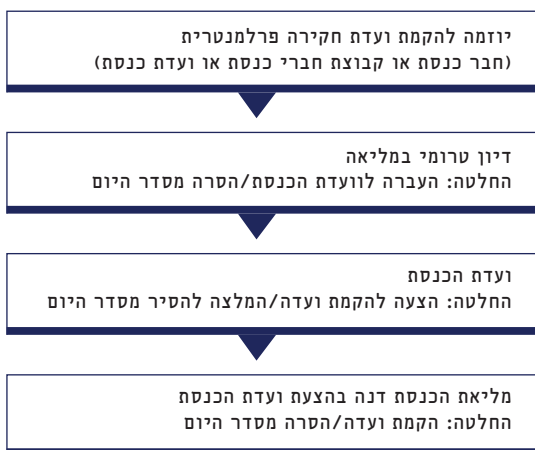 יוזמה להקמת ועדת חקירה פרלמנטרית
(חבר כנסת או קבוצת חברי כנסת או ועדת כנסת)
דיון טרומי במליאה
החלטה: העברה לוועדת הכנסת/הסרה מסדר היום
ועדת הכנסת
החלטה: הצעה להקמת ועדה/המלצה להסיר מסדר היום
מליאת הכנסת דנה בהצעת ועדת הכנסת
החלטה: הקמת ועדה/הסרה מסדר היום